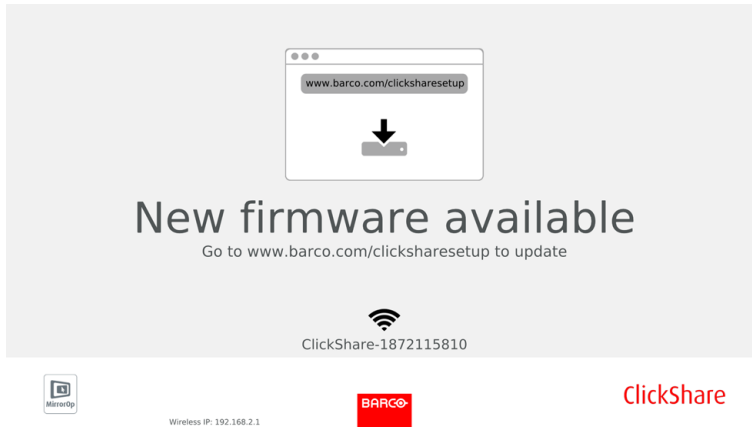 www.barco.com/clicksharesetup
New firmware available
Go to www.barco.com/clicksharesetup to update
ClickShare-1872115810
MirrorOp
Wireless IP: 192.168.2.1
BARCO
ClickShare